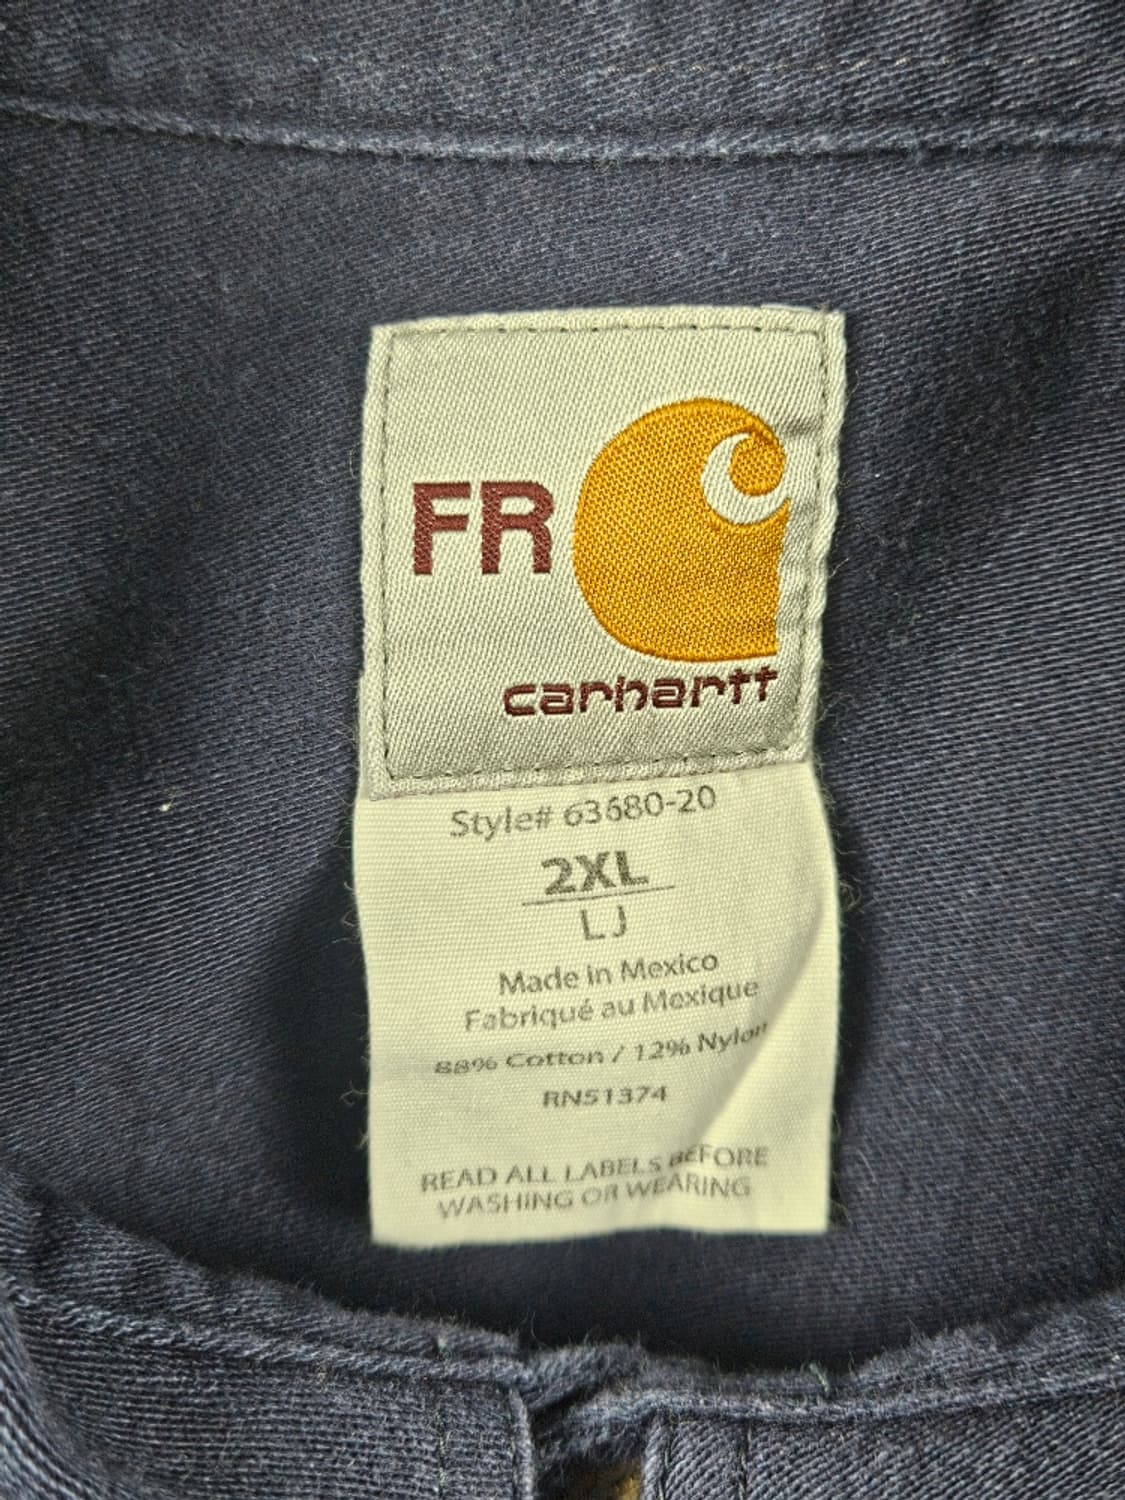 FR
carhartt
Style# 63680-20
2XL
LJ
Made in Mexico
Fabriqué au Mexique
88% Cotton / 12% Nylon
RN51374
READ ALL LABELS BEFORE
WASHING OR WEARING